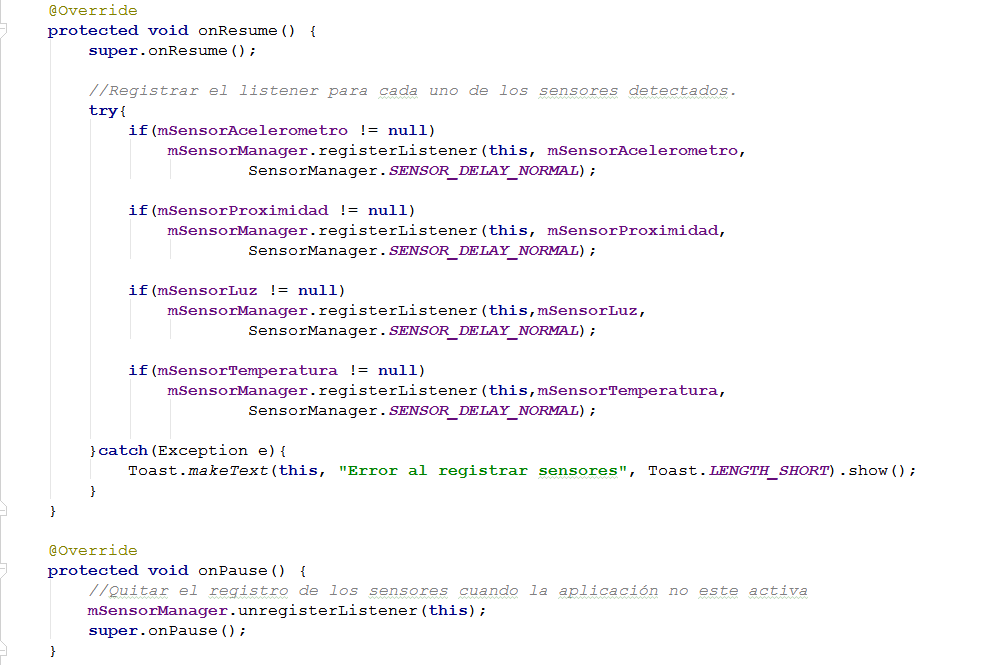 @Override
protected void onResume() {
super.onResume();
//Registrar el listener para cada uno de los sensores detectados.
try{
if(mSensorAcelerometro != null)
mSensorManager.registerListener(this, mSensorAcelerometro,
SensorManager.SENSOR_DELAY_NORMAL);
if(mSensorProximidad != null)
mSensorManager.registerListener(this, mSensorProximidad,
SensorManager.SENSOR_DELAY_NORMAL);
if(mSensorLuz != null)
mSensorManager.registerListener(this,mSensorLuz,
SensorManager.SENSOR_DELAY_NORMAL);
if(mSensorTemperatura != null)
mSensorManager.registerListener(this,mSensorTemperatura,
SensorManager.SENSOR_DELAY_NORMAL);
}catch(Exception e){
Toast.makeText(this, "Error al registrar sensores", Toast.LENGTH_SHORT).show();
}
}
@Override
protected void onPause() {
//Quitar el registro de los sensores cuando la aplicación no este activa
mSensorManager.unregisterListener(this);
super.onPause();
}